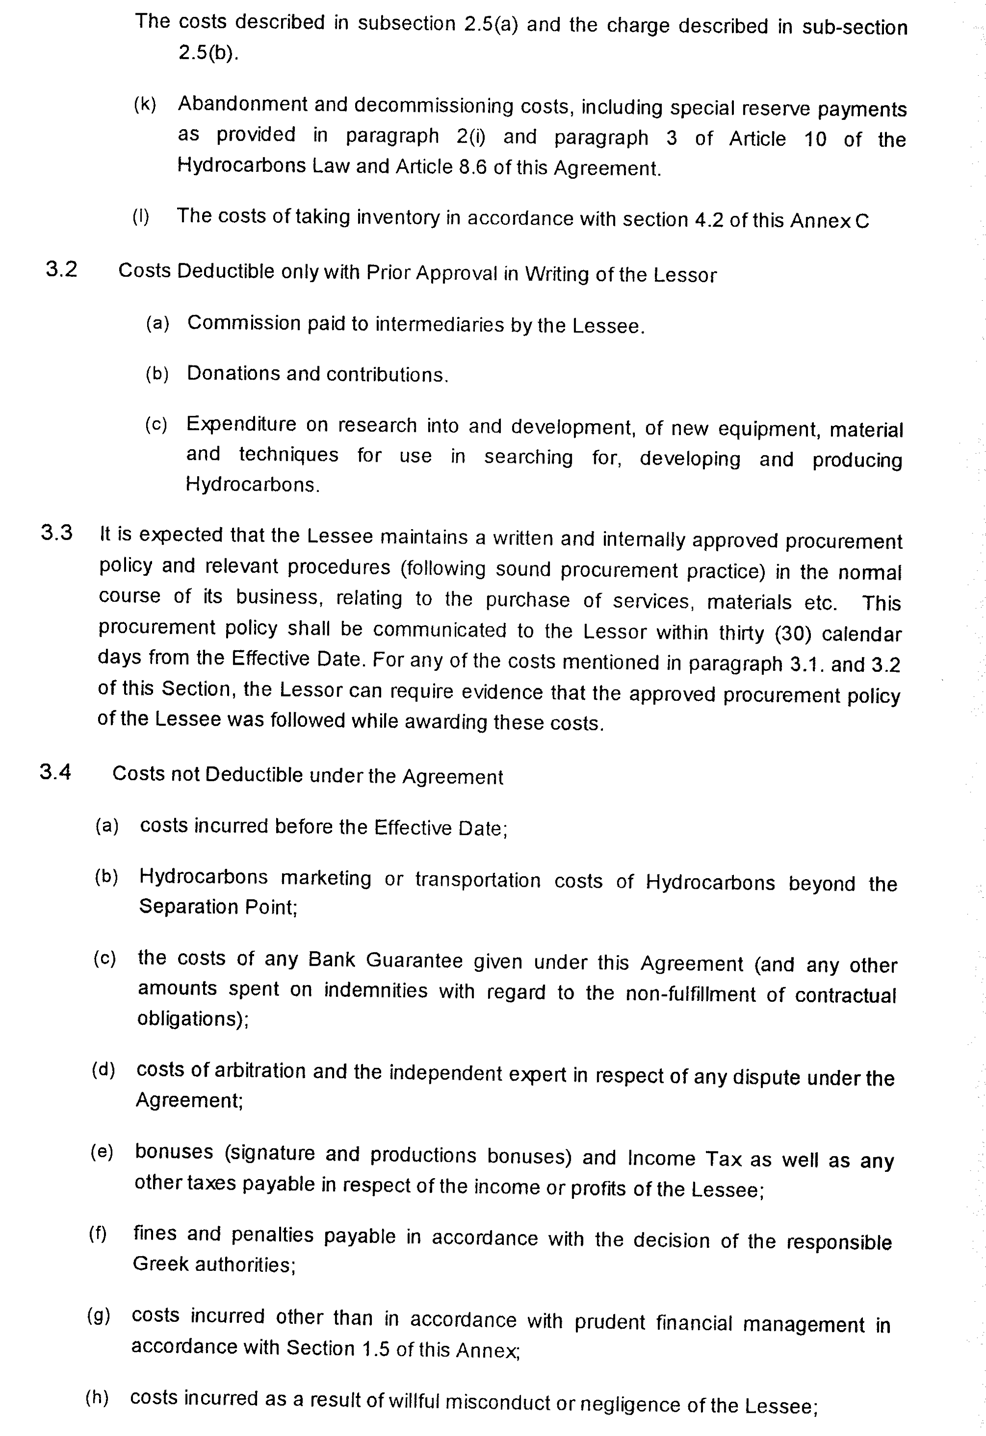 The costs described in subsection 2.5(a) and the charge described in sub-section
2.5(b).
(k) Abandonment and decommissioning costs, including special reserve payments
as provided in paragraph 2(i) and paragraph 3 of Article 10 of the
Hydrocarbons Law and Article 8.6 of this Agreement.
(l) The costs of taking inventory in accordance with section 4.2 of this Annex C
3.2 Costs Deductible only with Prior Approval in Writing of the Lessor
(a) Commission paid to intermediaries by the Lessee.
(b) Donations and contributions.
(c) Expenditure on research into and development, of new equipment, material
and techniques for use in searching for, developing and producing
Hydrocarbons.
3.3 It is expected that the Lessee maintains a written and internally approved procurement
policy and relevant procedures (following sound procurement practice) in the normal
course of its business, relating to the purchase of services, materials etc. This
procurement policy shall be communicated to the Lessor within thirty (30) calendar
days from the Effective Date. For any of the costs mentioned in paragraph 3.1. and 3.2
of this Section, the Lessor can require evidence that the approved procurement policy
of the Lessee was followed while awarding these costs.
3.4 Costs not Deductible under the Agreement
(a) costs incurred before the Effective Date;
(b) Hydrocarbons marketing or transportation costs of Hydrocarbons beyond the
Separation Point;
(c) the costs of any Bank Guarantee given under this Agreement (and any other
amounts spent on indemnities with regard to the non-fulfillment of contractual
obligations);
(d) costs of arbitration and the independent expert in respect of any dispute under the
Agreement;
(e) bonuses (signature and productions bonuses) and Income Tax as well as any
other taxes payable in respect of the income or profits of the Lessee;
(f) fines and penalties payable in accordance with the decision of the responsible
Greek authorities;
(g) costs incurred other than in accordance with prudent financial management in
accordance with Section 1.5 of this Annex;
(h) costs incurred as a result of willful misconduct or negligence of the Lessee;